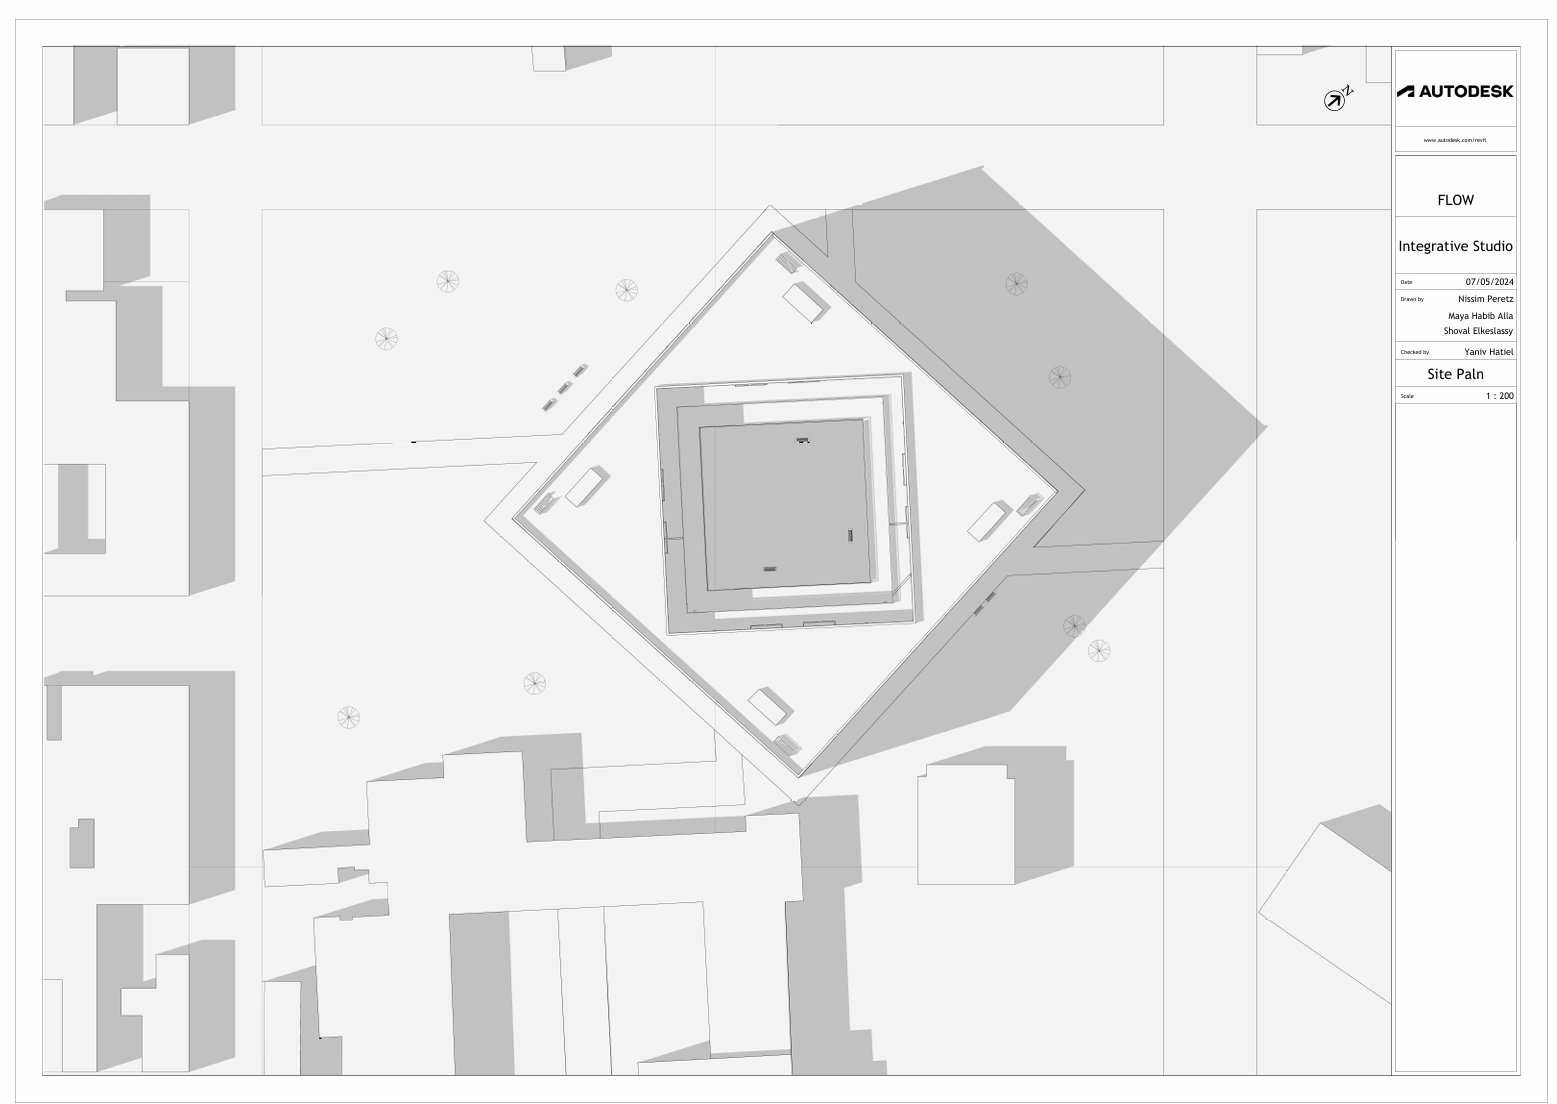 N
AUTODESK
www.autodesk.com/revit
FLOW
Integrative Studio
Date 07/05/2024
Drawn by Nissim Peretz
Maya Habib Alla
Shoval Elkeslassy
Checked by Yaniv Hatiel
Site Paln
Scale 1 : 200